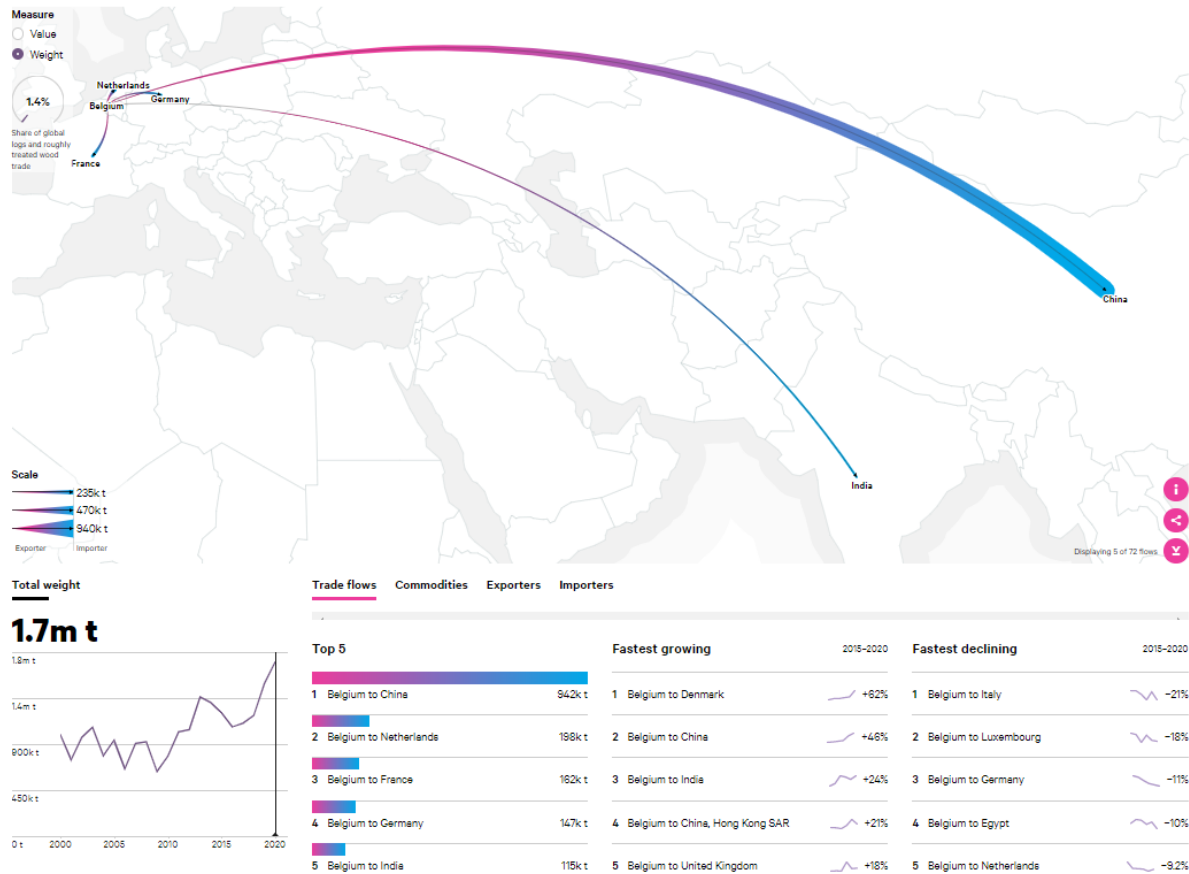 Measure
Value
Weight
1.4%
Share of global
logs and roughly
treated wood
trade
Netherlands
Belgium
Germany
France
China
India
Scale
235k t
470k t
940k t
Exporter
Importer
Displaying 5 of 72 flows
Total weight
1.7m t
1.8m t
1.4m t
900k t
450k t
0 t
2000 2005 2010 2015 2020
Trade flows Commodities Exporters Importers
Top 5
1 Belgium to China 942k t
2 Belgium to Netherlands 198k t
3 Belgium to France 162k t
4 Belgium to Germany 147k t
5 Belgium to India 115k t
Fastest growing 2015–2020
1 Belgium to Denmark +62%
2 Belgium to China +46%
3 Belgium to India +24%
4 Belgium to China, Hong Kong SAR +21%
5 Belgium to United Kingdom +18%
Fastest declining 2015–2020
1 Belgium to Italy −21%
2 Belgium to Luxembourg −18%
3 Belgium to Germany −11%
4 Belgium to Egypt −10%
5 Belgium to Netherlands −9.2%